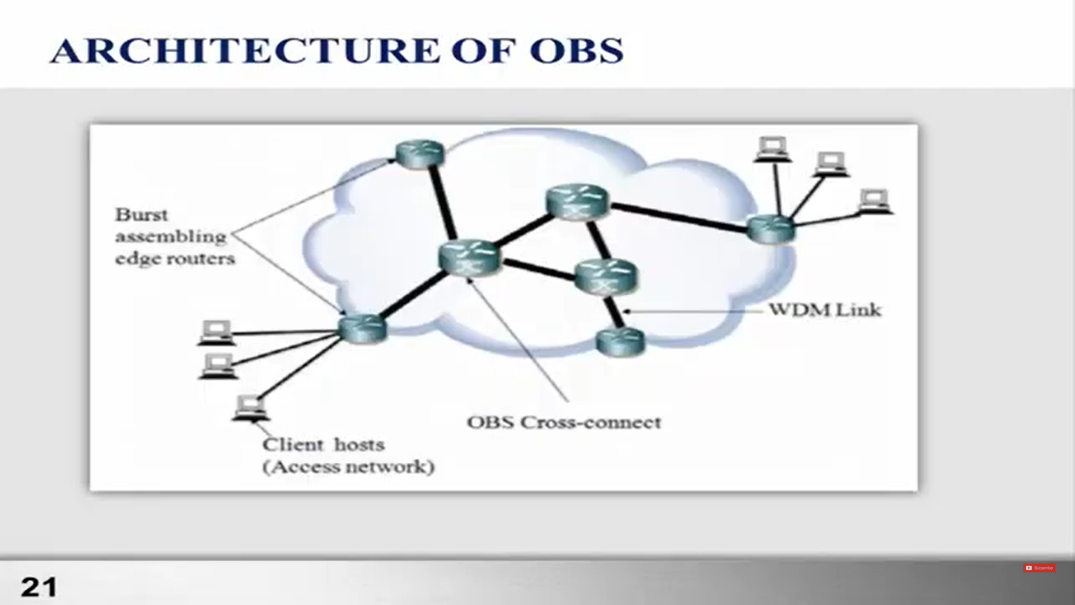 ARCHITECTURE OF OBS
Burst
assembling
edge routers
WDM Link
OBS Cross-connect
Client hosts
(Access network)
21